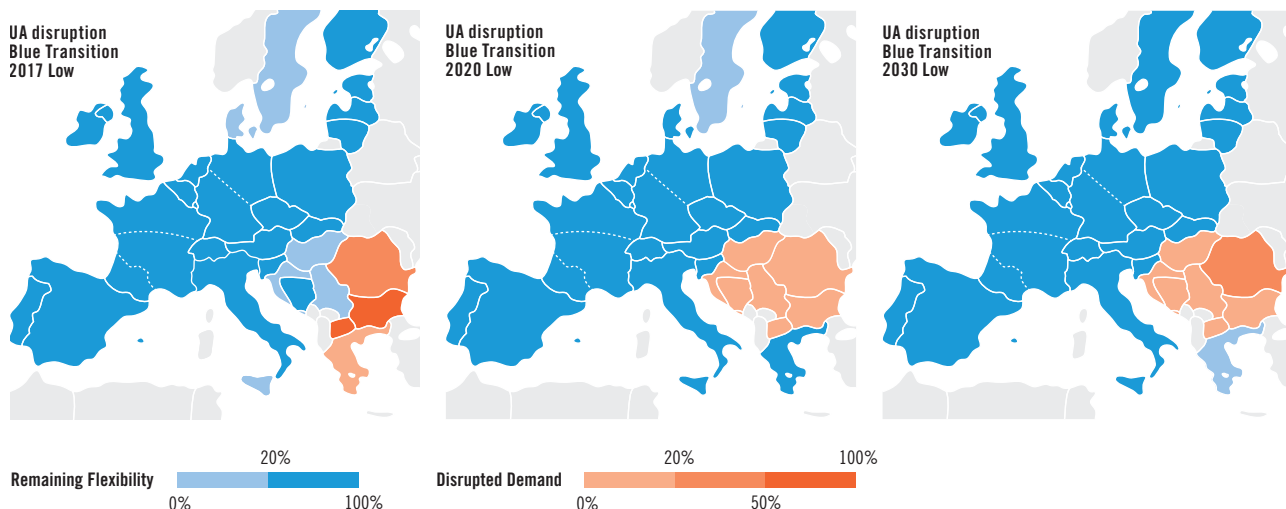 UA disruption
Blue Transition
2017 Low
UA disruption
Blue Transition
2020 Low
UA disruption
Blue Transition
2030 Low
20%
Remaining Flexibility
0%
100%
20%
100%
Disrupted Demand
0%
50%